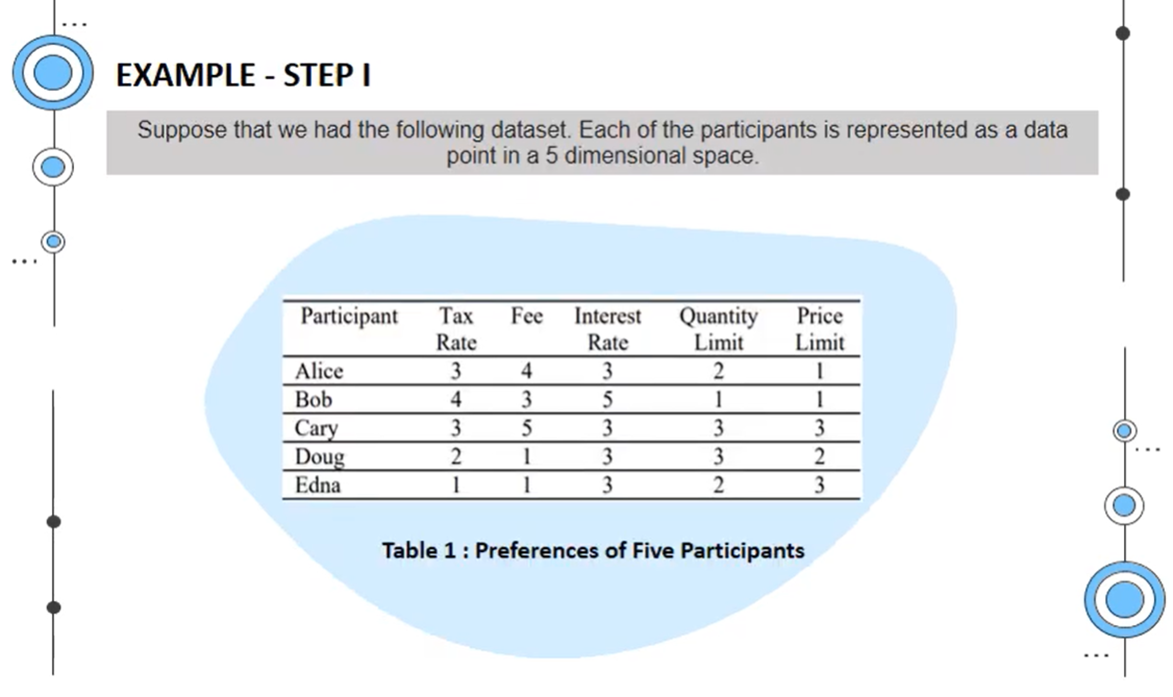 EXAMPLE - STEP I
Suppose that we had the following dataset. Each of the participants is represented as a data
point in a 5 dimensional space.
Participant Tax Rate Fee Interest Rate Quantity Limit Price Limit
Alice 3 4 3 2 1
Bob 4 3 5 1 1
Cary 3 5 3 3 3
Doug 2 1 3 3 2
Edna 1 1 3 2 3
Table 1 : Preferences of Five Participants